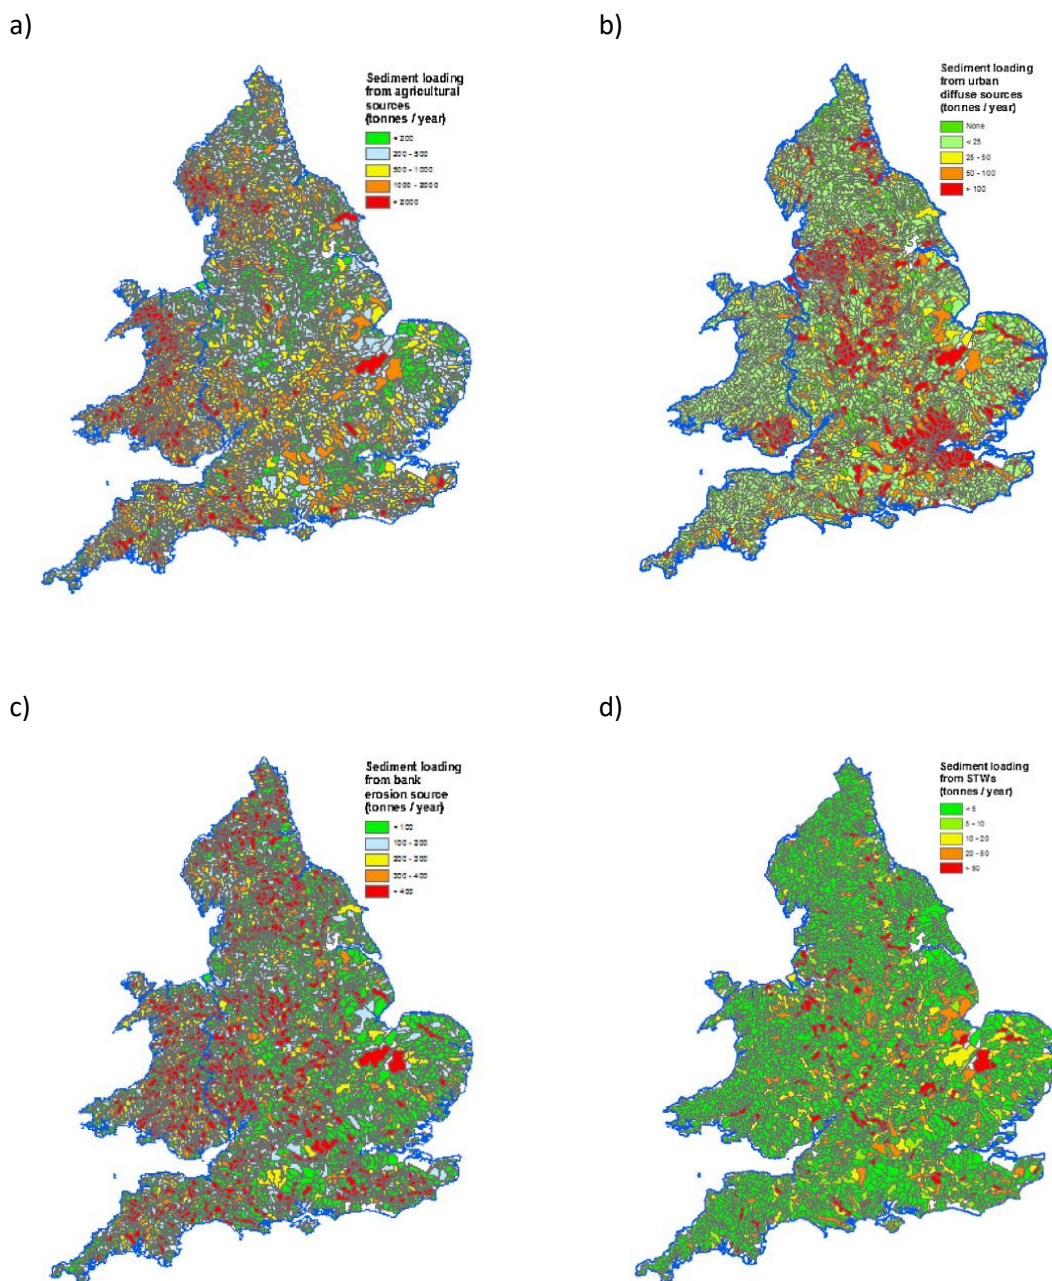 a)
b)
Sediment loading
from agricultural
sources
(tonnes / year)
< 200
200 - 500
500 - 1000
1000 - 2000
> 2000
Sediment loading
from urban
diffuse sources
(tonnes / year)
None
< 25
25 - 50
50 - 100
> 100
c)
d)
Sediment loading
from bank
erosion source
(tonnes / year)
< 100
100 - 200
200 - 300
300 - 400
> 400
Sediment loading
from STWs
(tonnes / year)
< 5
5 - 10
10 - 20
20 - 50
> 50